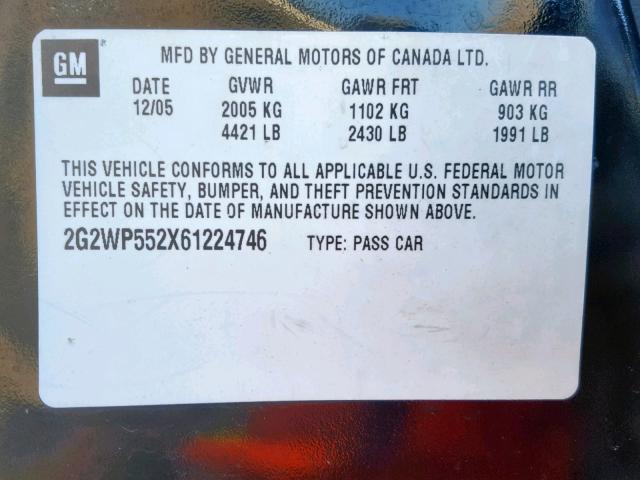 GM
MFD BY GENERAL MOTORS OF CANADA LTD.
DATE GVWR GAWR FRT GAWR RR
12/05 2005 KG 1102 KG 903 KG
4421 LB 2430 LB 1991 LB
THIS VEHICLE CONFORMS TO ALL APPLICABLE U.S. FEDERAL MOTOR
VEHICLE SAFETY, BUMPER, AND THEFT PREVENTION STANDARDS IN
EFFECT ON THE DATE OF MANUFACTURE SHOWN ABOVE.
2G2WP552X61224746 TYPE: PASS CAR